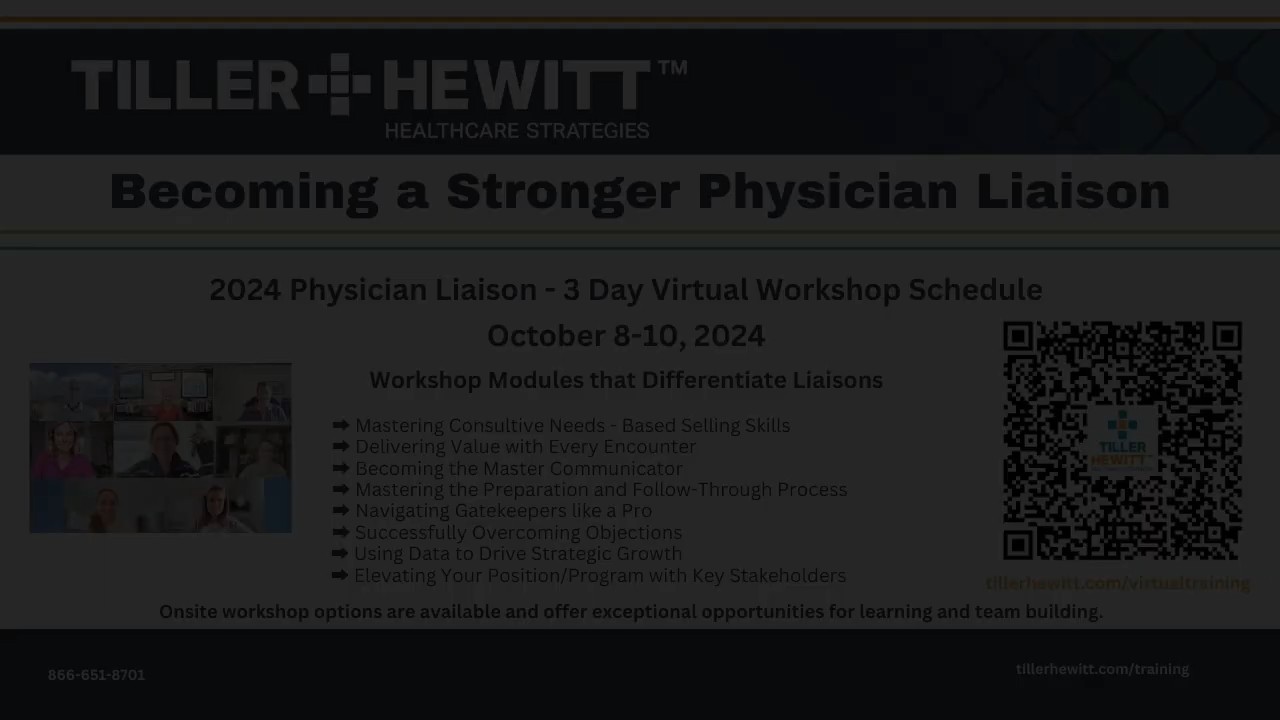 TILLER HEWITT™
HEALTHCARE STRATEGIES
Becoming a Stronger Physician Liaison
2024 Physician Liaison - 3 Day Virtual Workshop Schedule
October 8-10, 2024
Workshop Modules that Differentiate Liaisons
➡ Mastering Consultive Needs - Based Selling Skills
➡ Delivering Value with Every Encounter
➡ Becoming the Master Communicator
➡ Mastering the Preparation and Follow-Through Process
➡ Navigating Gatekeepers like a Pro
➡ Successfully Overcoming Objections
➡ Using Data to Drive Strategic Growth
➡ Elevating Your Position/Program with Key Stakeholders
TILLER
HEWITT
tillerhewitt.com/virtualtraining
Onsite workshop options are available and offer exceptional opportunities for learning and team building.
866-651-8701
tillerhewitt.com/training